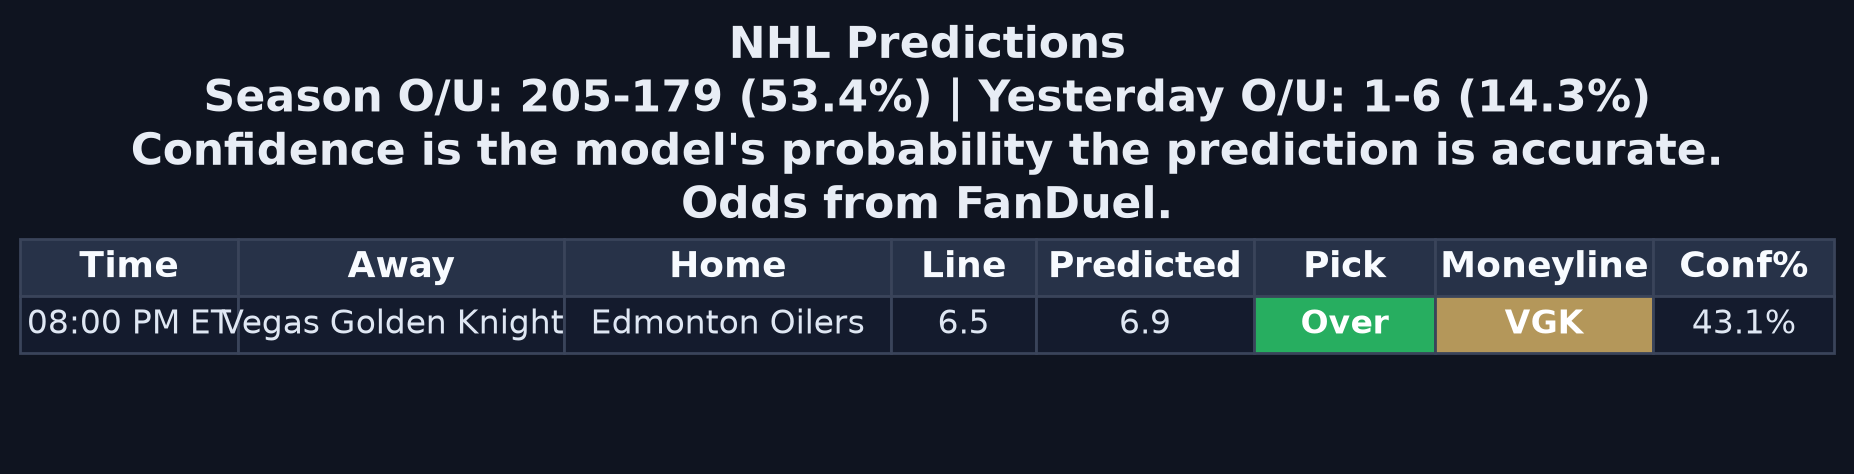 NHL Predictions
Season O/U: 205-179 (53.4%) | Yesterday O/U: 1-6 (14.3%)
Confidence is the model's probability the prediction is accurate.
Odds from FanDuel.
Time Away Home Line Predicted Pick Moneyline Conf%
08:00 PM ET Vegas Golden Knight Edmonton Oilers 6.5 6.9 Over VGK 43.1%